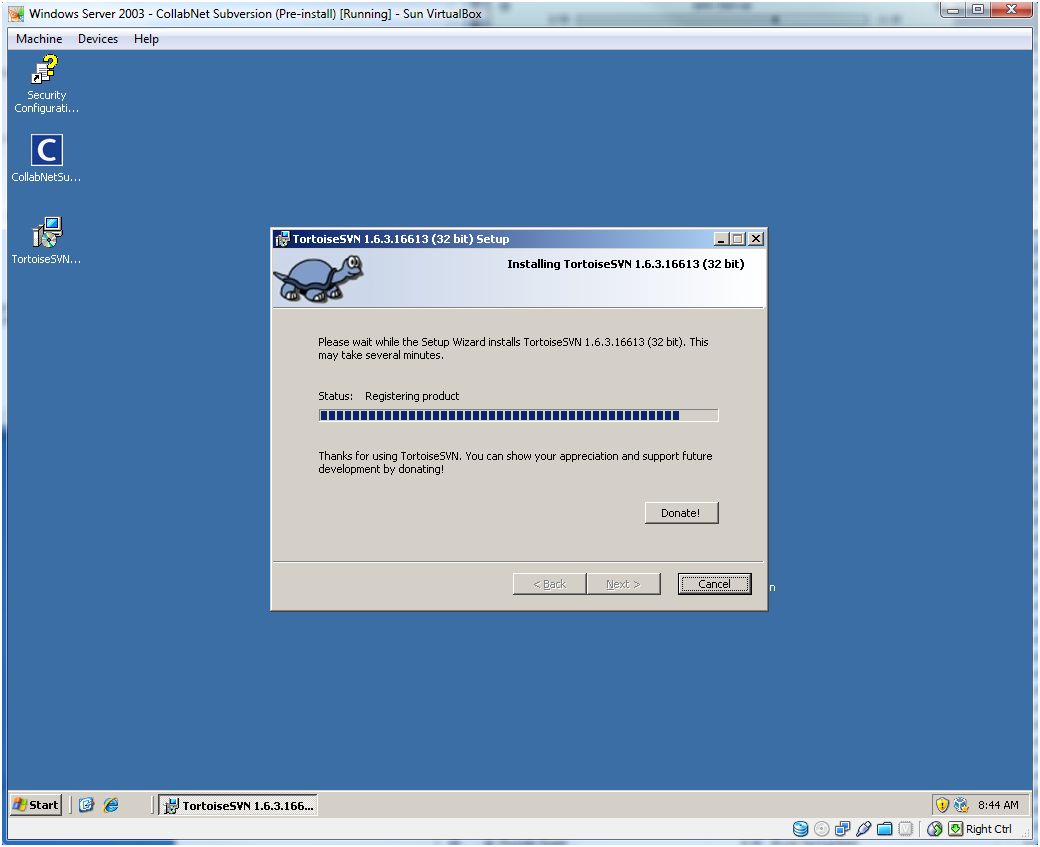 Windows Server 2003 - CollabNet Subversion (Pre-install) [Running] - Sun VirtualBox
Machine Devices Help
Security
Configurati...
C
CollabNetSu...
TortoiseSVN...
TortoiseSVN 1.6.3.16613 (32 bit) Setup
Installing TortoiseSVN 1.6.3.16613 (32 bit)
Please wait while the Setup Wizard installs TortoiseSVN 1.6.3.16613 (32 bit). This
may take several minutes.
Status: Registering product
Thanks for using TortoiseSVN. You can show your appreciation and support future
development by donating!
Donate!
< Back Next > Cancel
n
Start TortoiseSVN 1.6.3.166... 8:44 AM
Right Ctrl